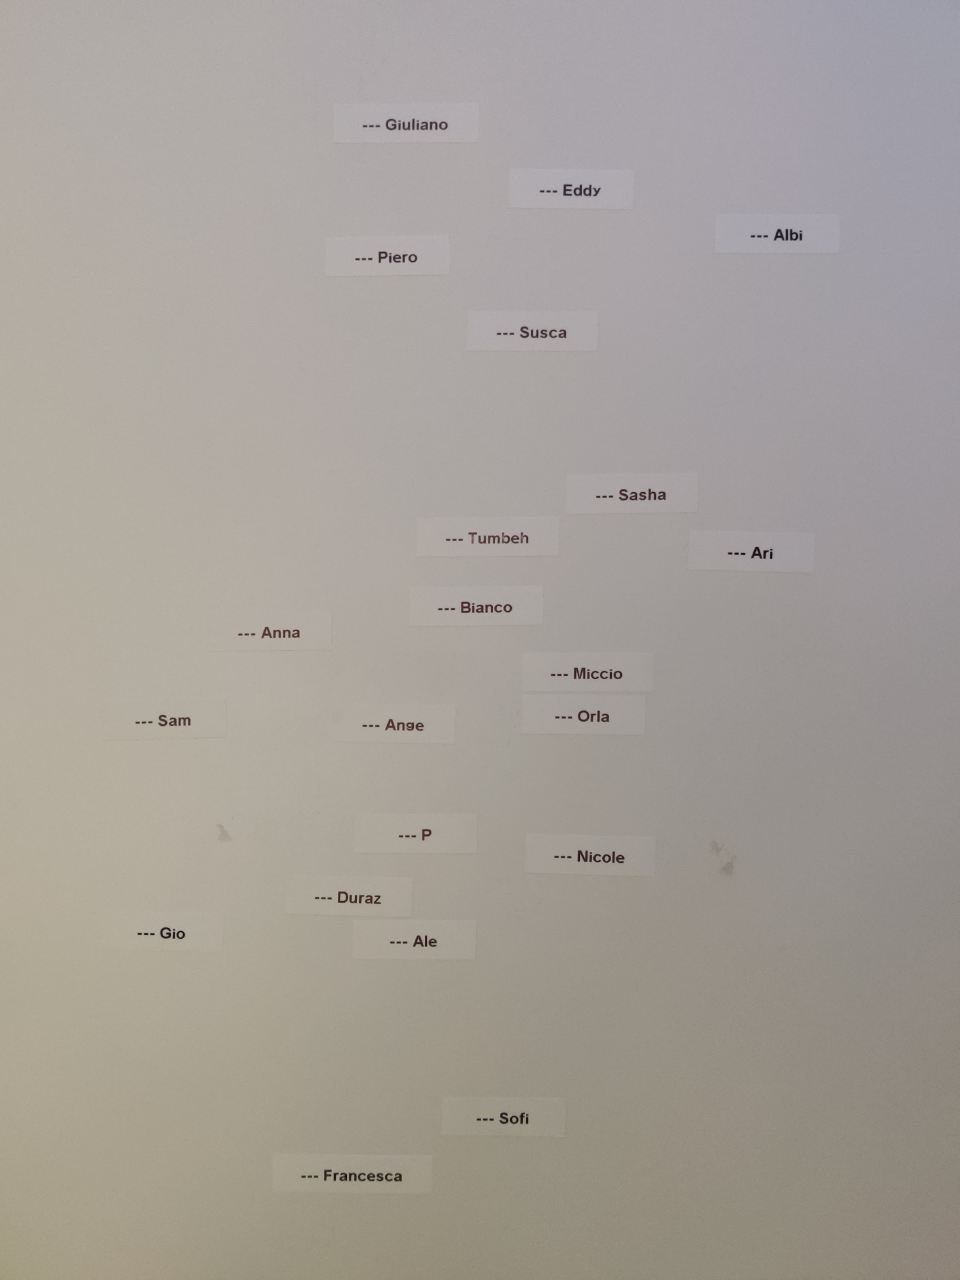 --- Giuliano
--- Eddy
--- Albi
--- Piero
--- Susca
--- Sasha
--- Tumbeh
--- Ari
--- Bianco
--- Anna
--- Miccio
--- Orla
--- Sam
--- Ange
--- P
--- Nicole
--- Duraz
--- Gio
--- Ale
--- Sofi
--- Francesca